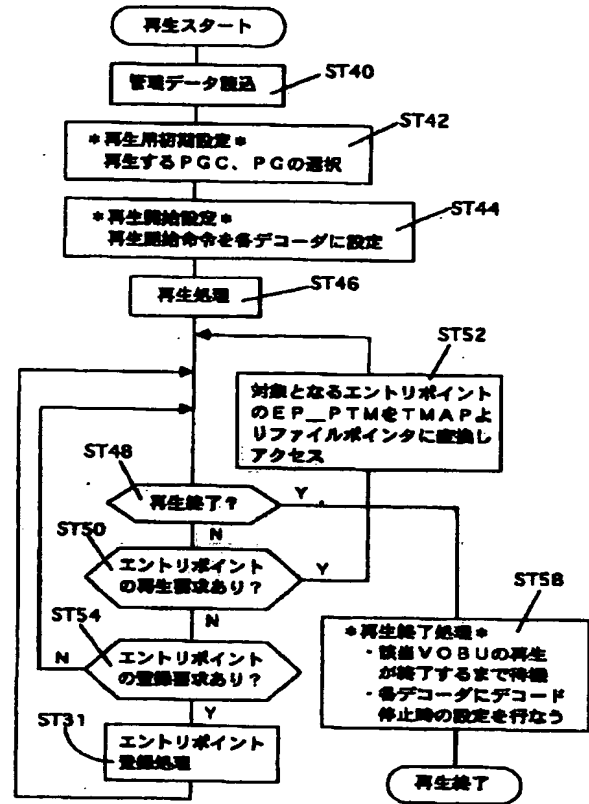 再生スタート
ST40
管理データ読込
ST42
＊再生用初期設定＊
再生するPGC、PGの選択
ST44
＊再生開始設定＊
再生開始命令を各デコーダに設定
ST46
再生処理
ST52
対象となるエントリポイント
のEP_PTMをTMAPよ
りファイルポインタに変換し
アクセス
ST48
再生終了？
Y
N
ST50
エントリポイント
の再生要求あり？
Y
N
ST54
エントリポイント
の登録要求あり？
N
Y
ST31
エントリポイント
登録処理
ST58
＊再生終了処理＊
・該当VOBUの再生
が終了するまで待機
・各デコーダにデコード
停止時の設定を行なう
再生終了